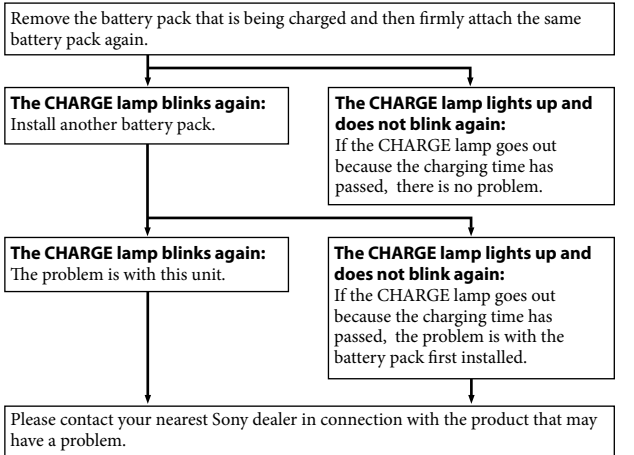 Remove the battery pack that is being charged and then firmly attach the same
battery pack again.
The CHARGE lamp blinks again:
Install another battery pack.
The CHARGE lamp lights up and
does not blink again:
If the CHARGE lamp goes out
because the charging time has
passed, there is no problem.
The CHARGE lamp blinks again:
The problem is with this unit.
The CHARGE lamp lights up and
does not blink again:
If the CHARGE lamp goes out
because the charging time has
passed, the problem is with the
battery pack first installed.
Please contact your nearest Sony dealer in connection with the product that may
have a problem.